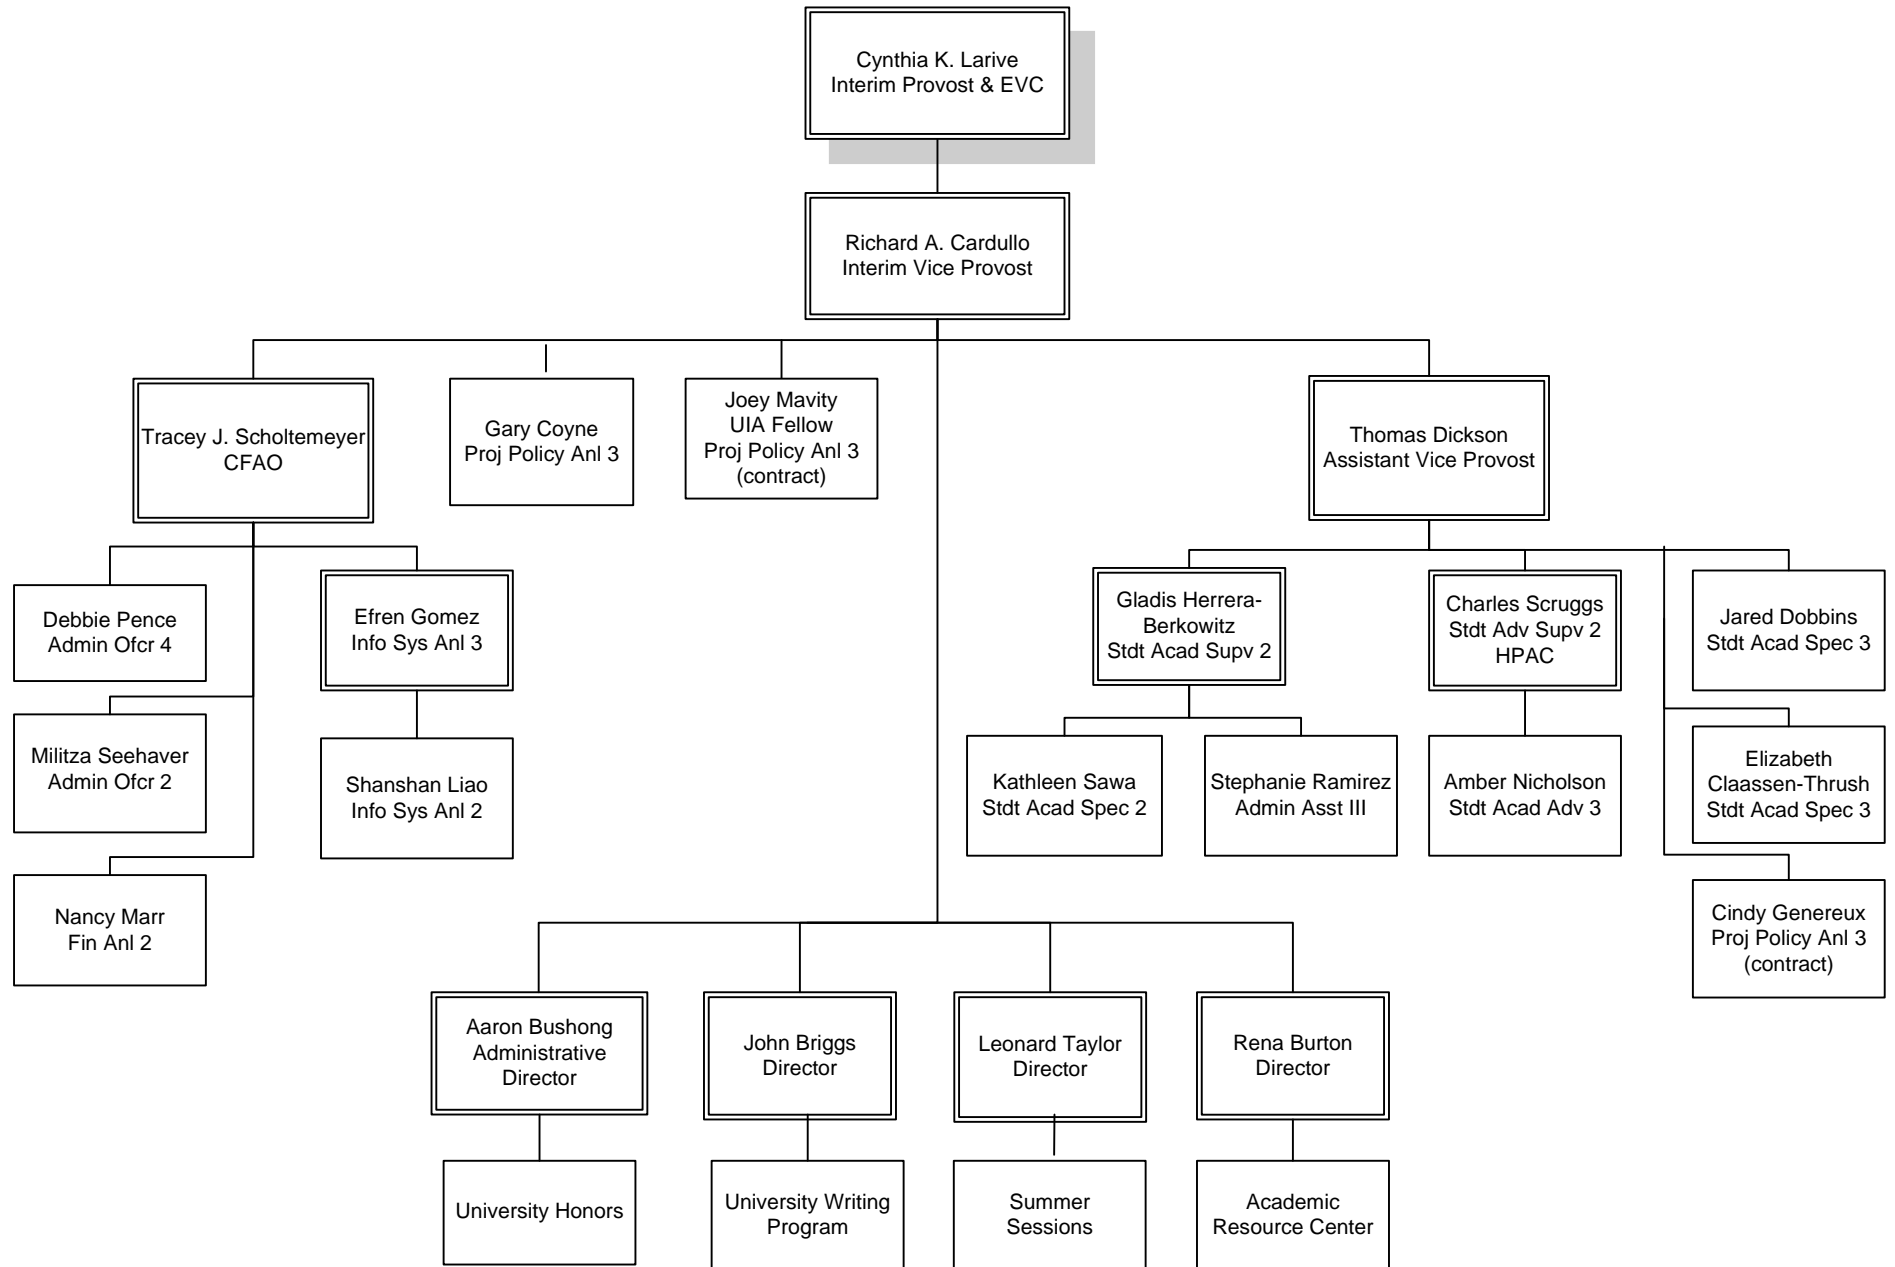 Cynthia K. Larive
Interim Provost & EVC
Richard A. Cardullo
Interim Vice Provost
Tracey J. Scholtemeyer
CFAO
Gary Coyne
Proj Policy Anl 3
Joey Mavity
UIA Fellow
Proj Policy Anl 3
(contract)
Thomas Dickson
Assistant Vice Provost
Debbie Pence
Admin Ofcr 4
Efren Gomez
Info Sys Anl 3
Gladis Herrera-
Berkowitz
Stdt Acad Supv 2
Charles Scruggs
Stdt Adv Supv 2
HPAC
Jared Dobbins
Stdt Acad Spec 3
Militza Seehaver
Admin Ofcr 2
Shanshan Liao
Info Sys Anl 2
Kathleen Sawa
Stdt Acad Spec 2
Stephanie Ramirez
Admin Asst III
Amber Nicholson
Stdt Acad Adv 3
Elizabeth
Claassen-Thrush
Stdt Acad Spec 3
Nancy Marr
Fin Anl 2
Cindy Genereux
Proj Policy Anl 3
(contract)
Aaron Bushong
Administrative
Director
John Briggs
Director
Leonard Taylor
Director
Rena Burton
Director
University Honors
University Writing
Program
Summer
Sessions
Academic
Resource Center